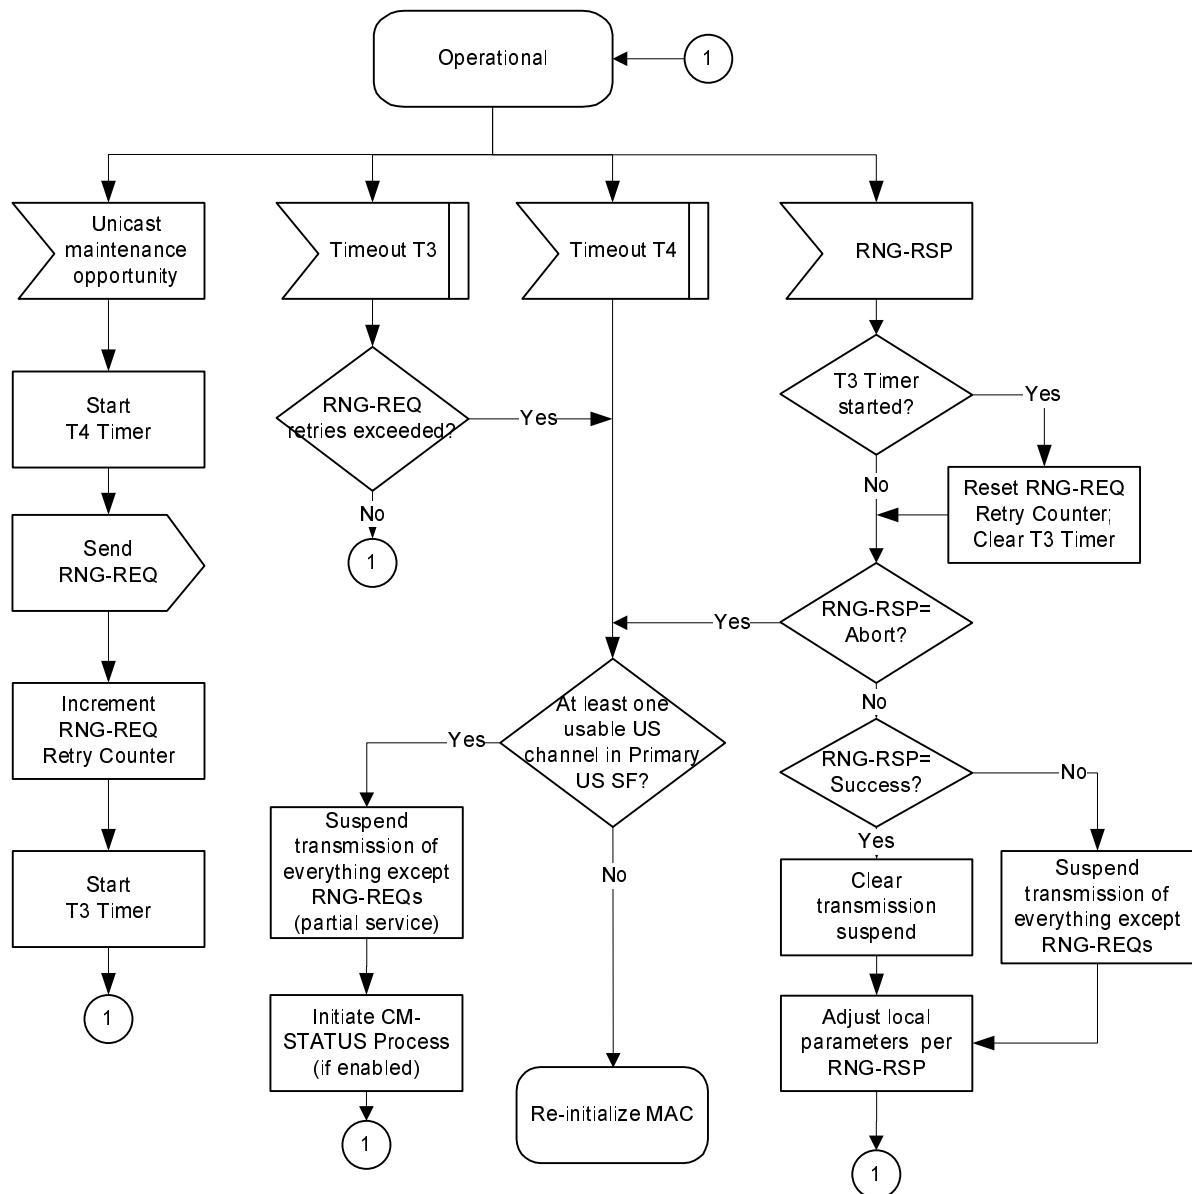 Operational
1
Unicast
maintenance
opportunity
Timeout T3
Timeout T4
RNG-RSP
Start
T4 Timer
RNG-REQ
retries exceeded?
Yes
T3 Timer
started?
Yes
No
Reset RNG-REQ
Retry Counter;
Clear T3 Timer
Send
RNG-REQ
No
1
RNG-RSP=
Abort?
Yes
No
Increment
RNG-REQ
Retry Counter
At least one
usable US
channel in Primary
US SF?
Yes
No
RNG-RSP=
Success?
No
Yes
Suspend
transmission of
everything except
RNG-REQs
(partial service)
Start
T3 Timer
Clear
transmission
suspend
Suspend
transmission of
everything except
RNG-REQs
1
Initiate CM-
STATUS Process
(if enabled)
Adjust local
parameters per
RNG-RSP
Re-initialize MAC
1
1